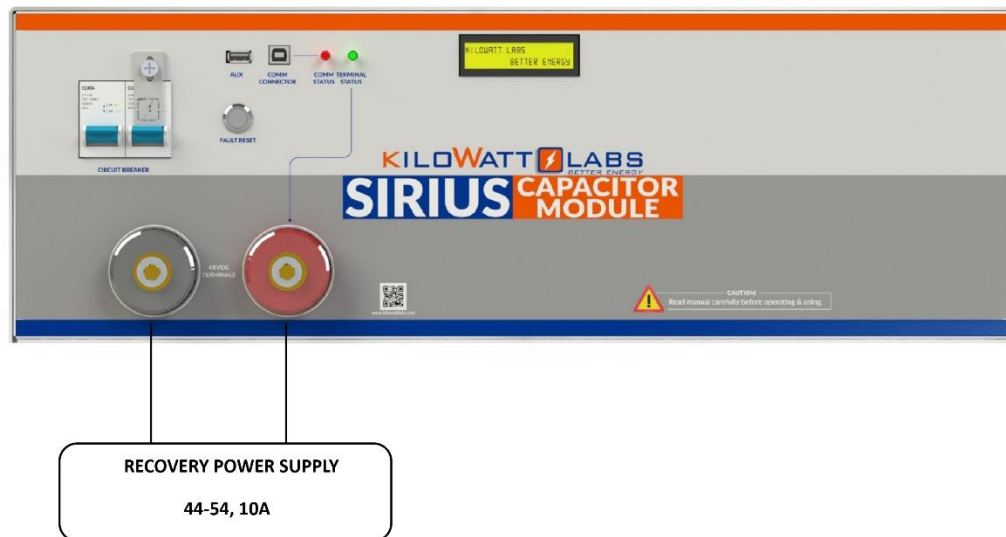 KILOWATT LABS
BETTER ENERGY
AUX
COMM
CONNECTOR
COMM
STATUS
TERMINAL
STATUS
FAULT RESET
CIRCUIT BREAKER
KILOWATT LABS
BETTER ENERGY
SIRIUS CAPACITOR
MODULE
48VDC
TERMINALS
CAUTION!
Read manual carefully before operating & using.
RECOVERY POWER SUPPLY
44-54, 10A